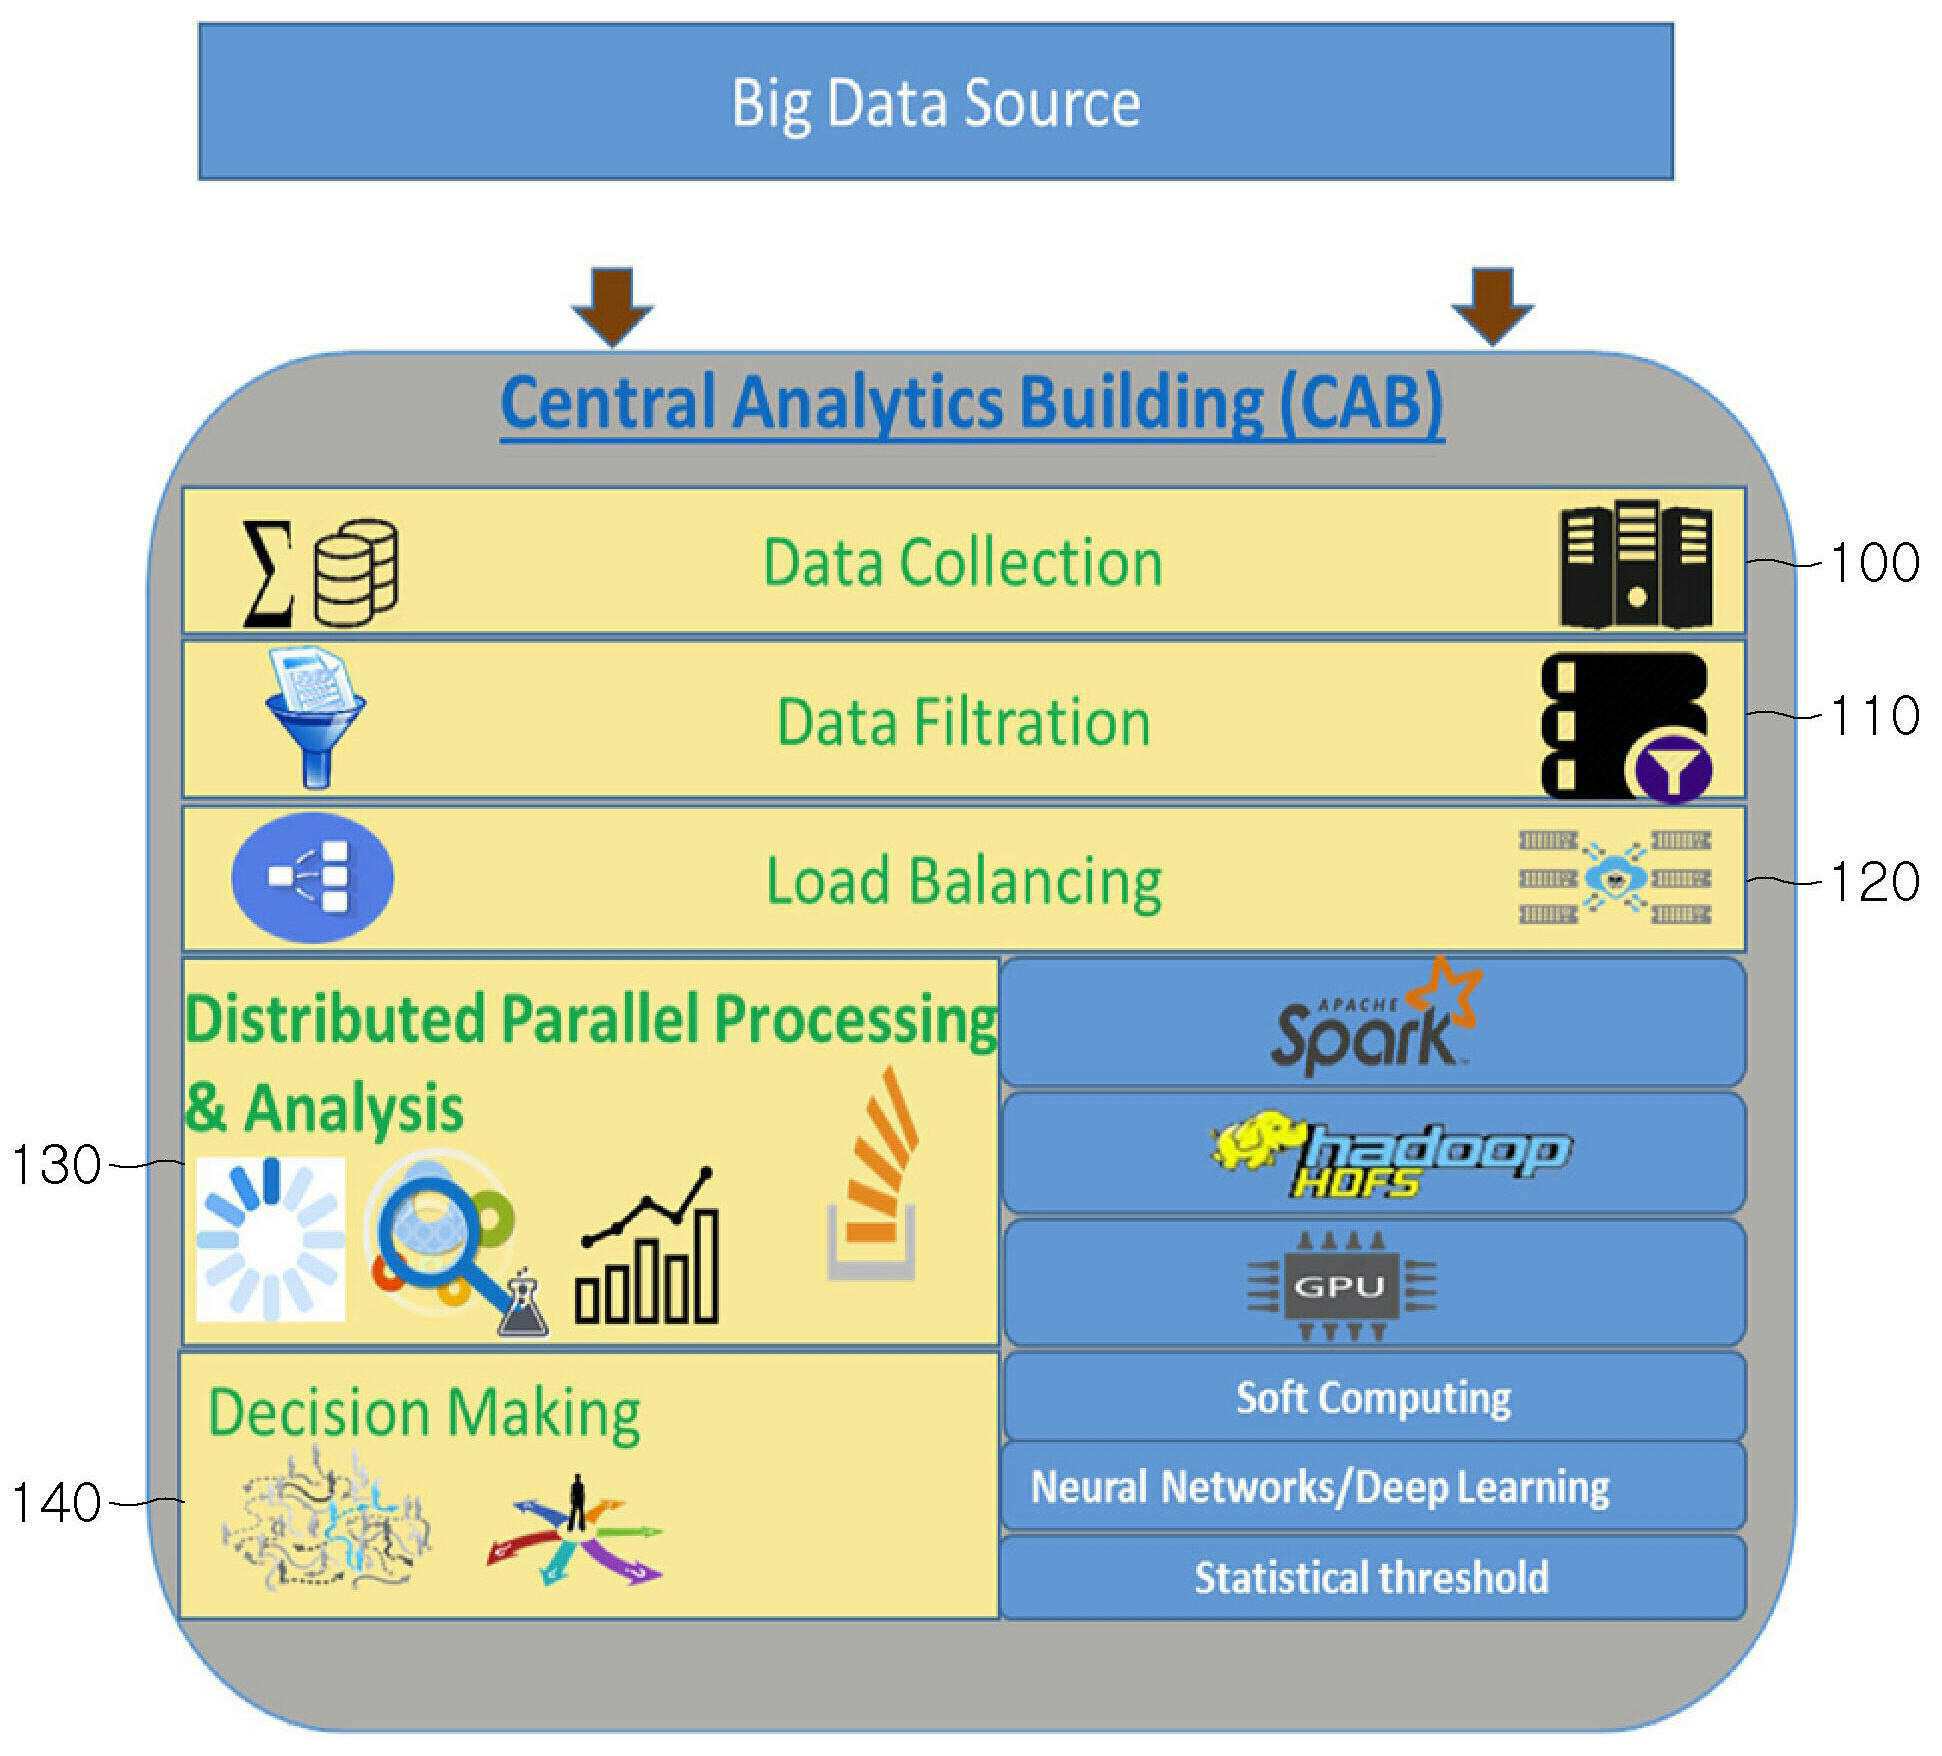 Big Data Source
Central Analytics Building (CAB)
Data Collection
100
Data Filtration
110
Load Balancing
120
Distributed Parallel Processing
& Analysis
130
APACHE
Spark
hadoop
HDFS
GPU
Decision Making
140
Soft Computing
Neural Networks/Deep Learning
Statistical threshold